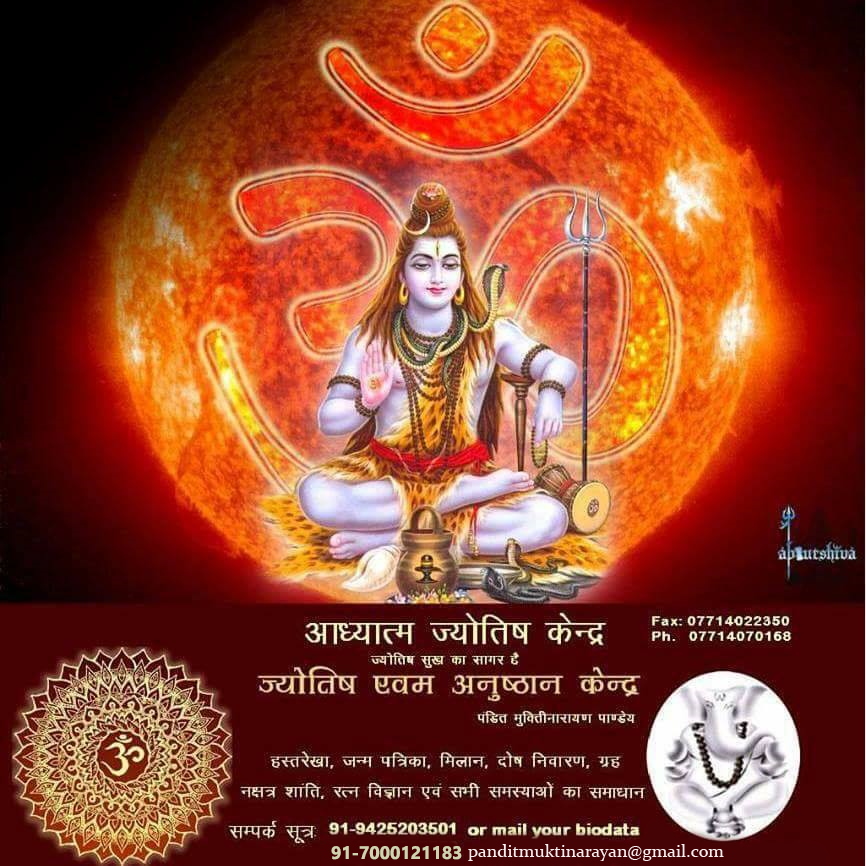 आध्यात्म ज्योतिष केन्द्र
Fax: 07714022350
Ph. 07714070168
ज्योतिष सुख का सागर है
ज्योतिष एवम अनुष्ठान केन्द्र
पंडित मुक्तीनारायण पाण्डेय
हस्तरेखा, जन्म पत्रिका, मिलान, दोष निवारण, ग्रह
नक्षत्र शांति, रत्न विज्ञान एवं सभी समस्याओं का समाधान
सम्पर्क सूत्रः 91-9425203501 or mail your biodata
91-7000121183 panditmuktinarayan@gmail.com
ॐ